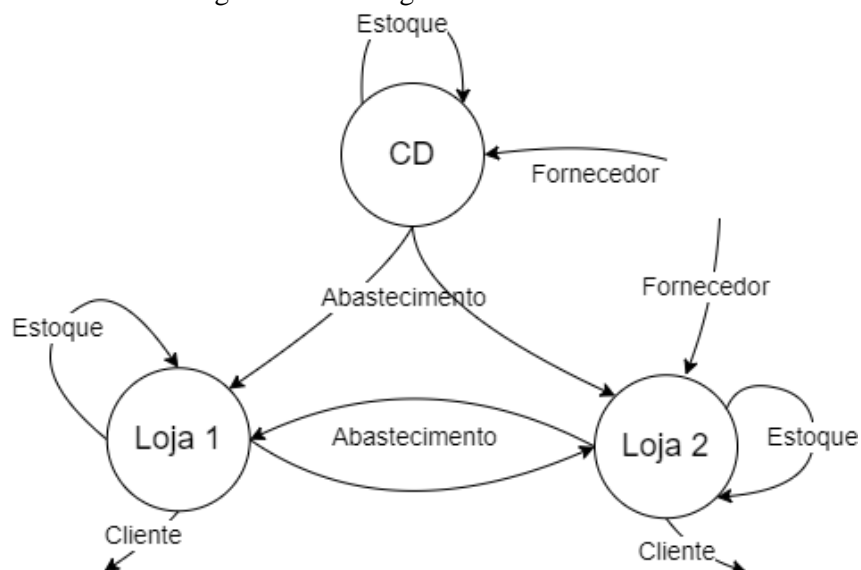 Estoque
CD
Fornecedor
Fornecedor
Abastecimento
Estoque
Loja 1
Abastecimento
Loja 2
Estoque
Cliente
Cliente